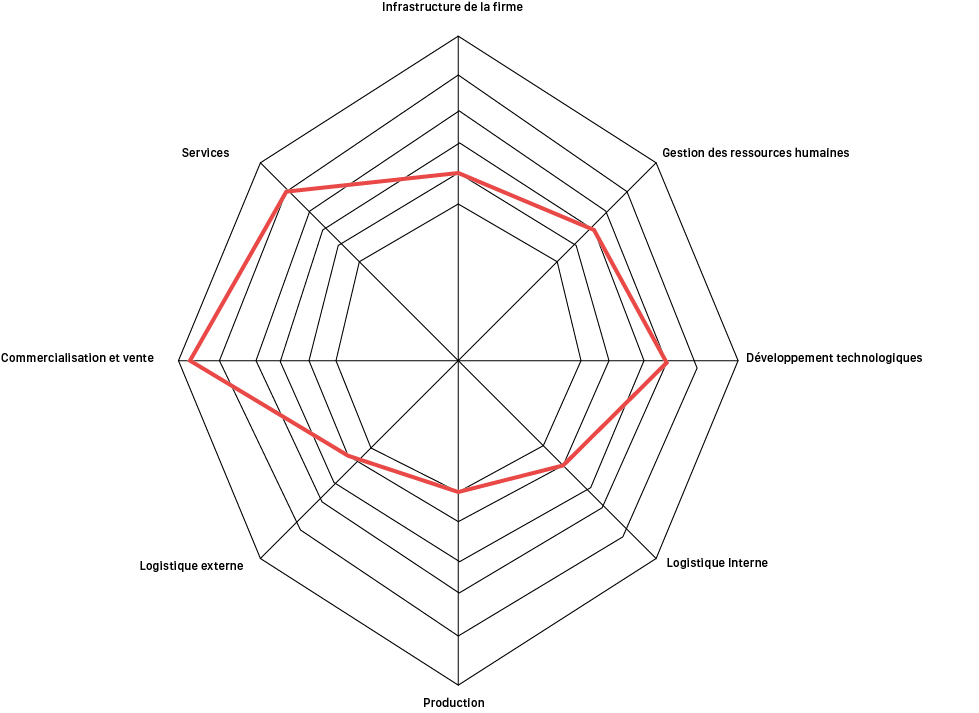 Infrastructure de la firme
Services
Gestion des ressources humaines
Commercialisation et vente
Développement technologiques
Logistique externe
Logistique Interne
Production